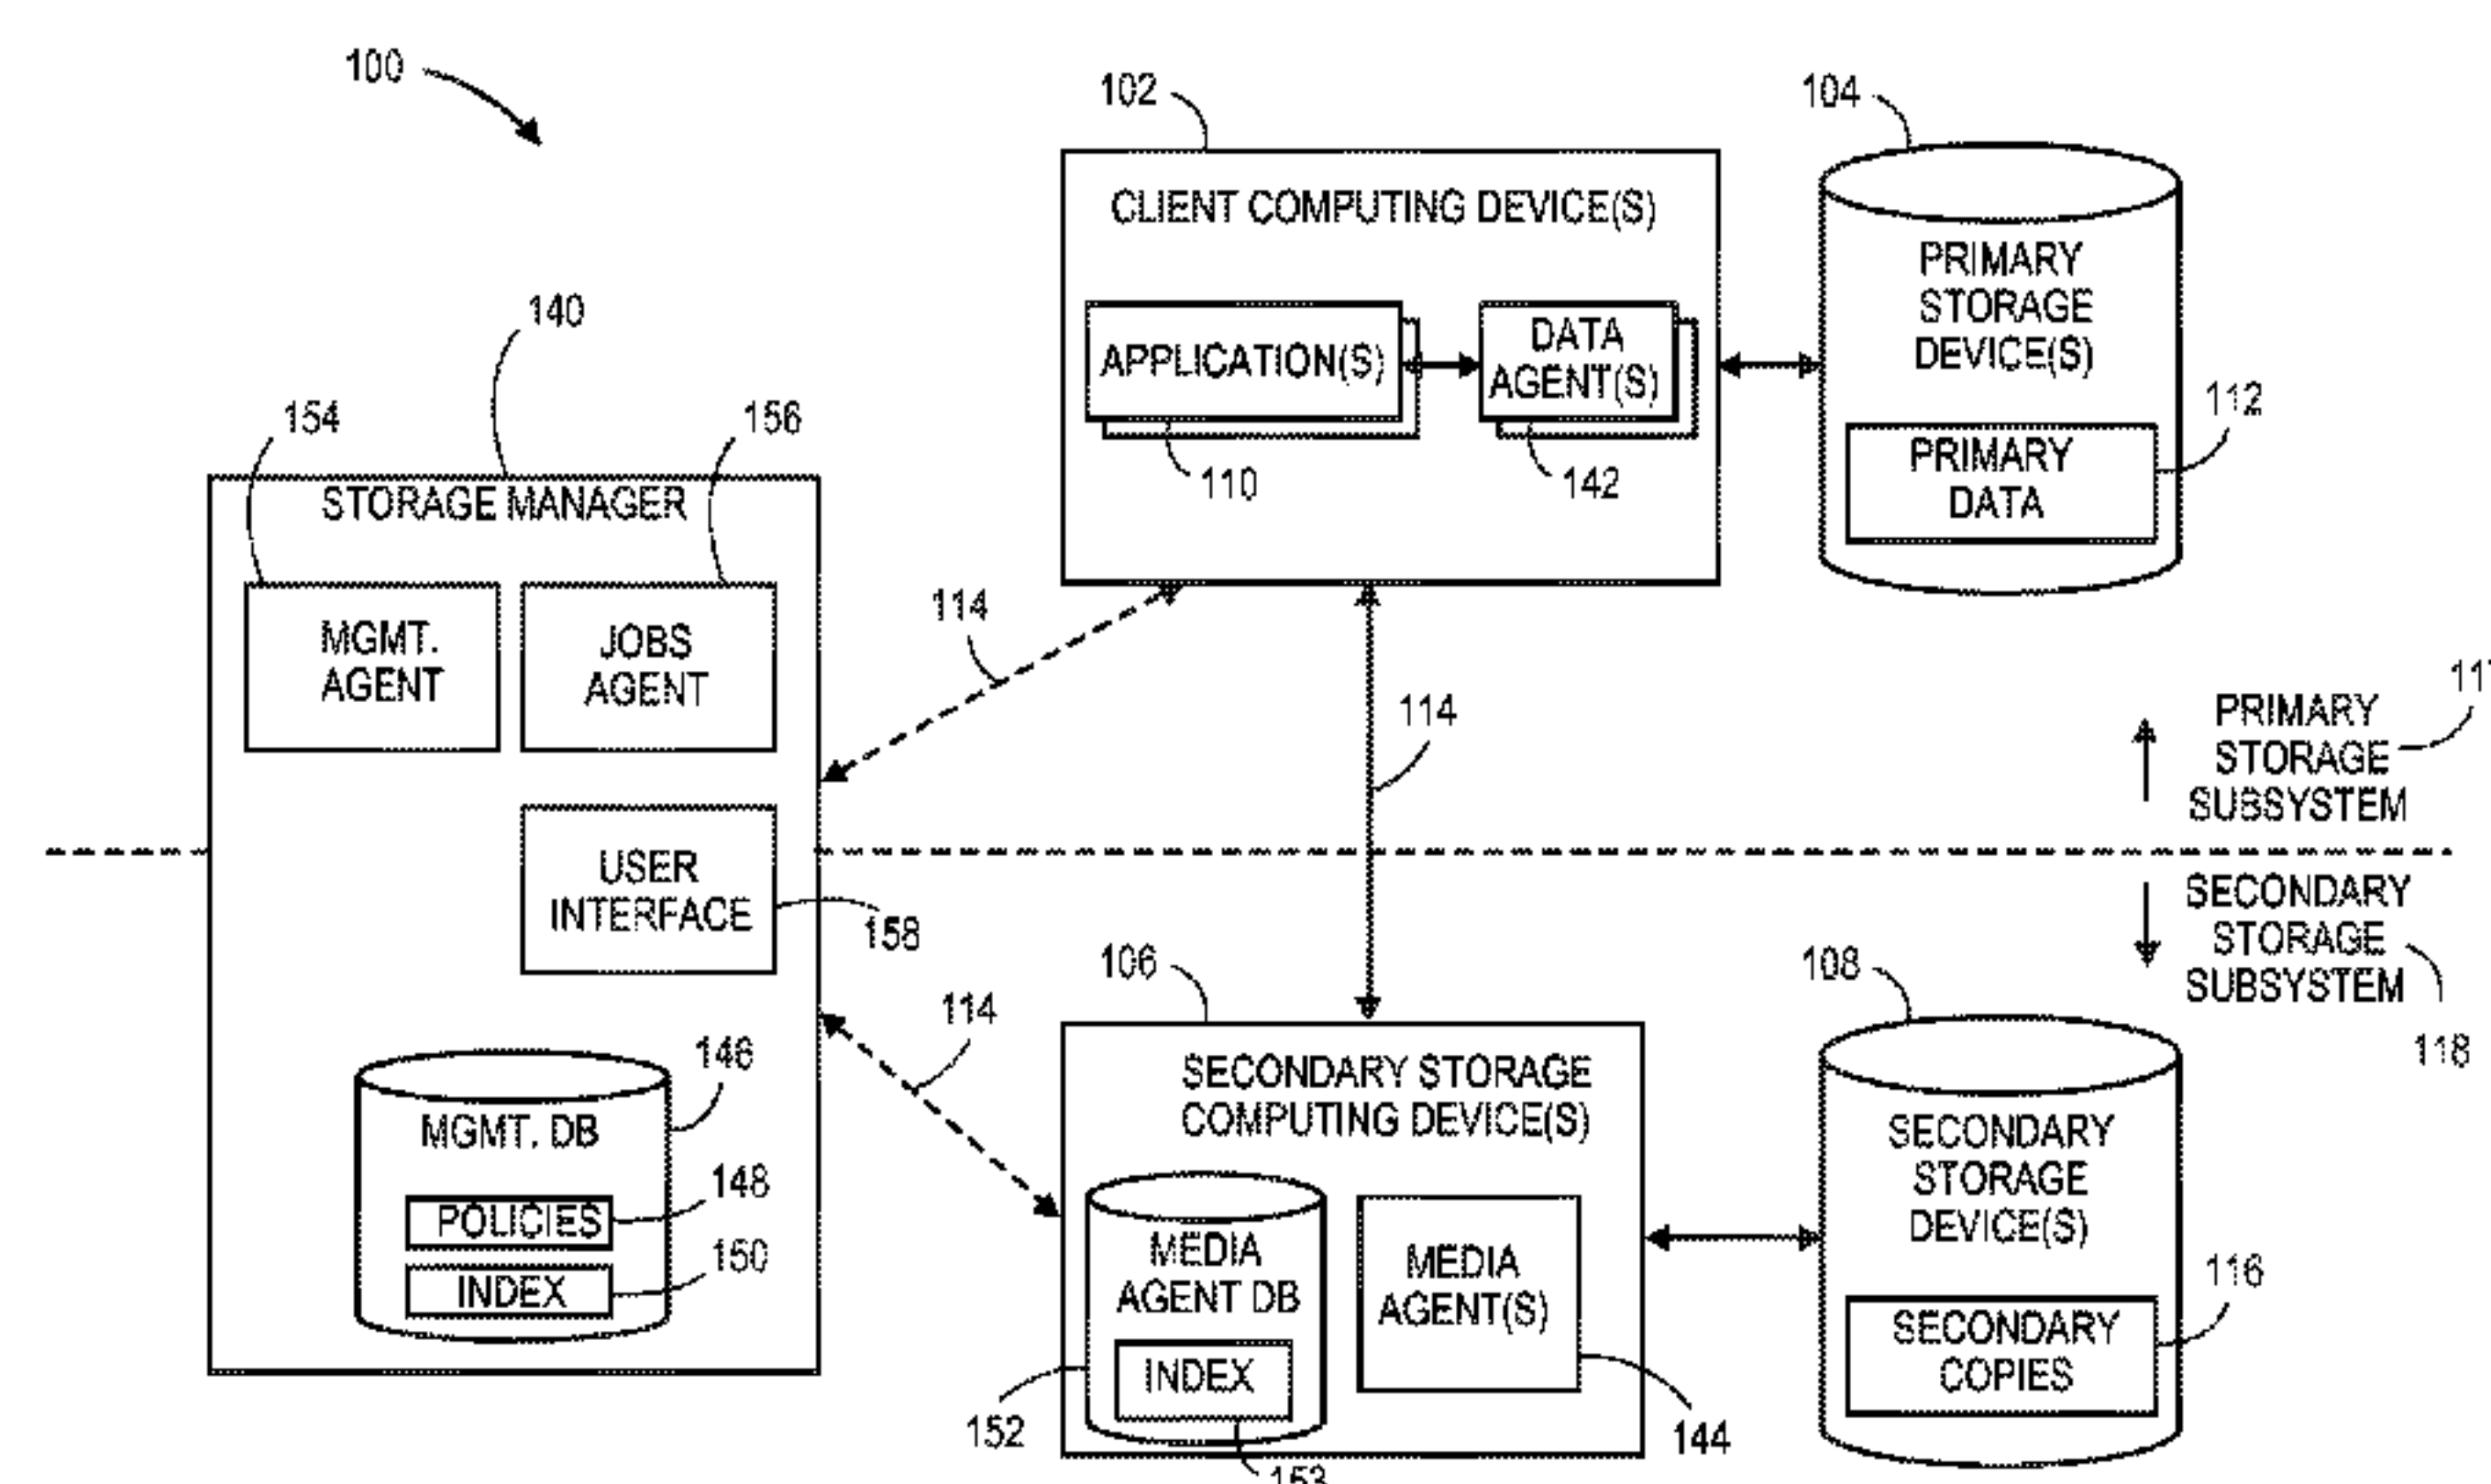 100
102
104
CLIENT COMPUTING DEVICE(S)
APPLICATION(S)
DATA
AGENT(S)
110
142
PRIMARY
STORAGE
DEVICE(S)
112
PRIMARY
DATA
140
154
156
STORAGE MANAGER
MGMT.
AGENT
JOBS
AGENT
USER
INTERFACE
158
146
MGMT. DB
148
POLICIES
150
INDEX
114
114
114
PRIMARY
STORAGE
SUBSYSTEM
SECONDARY
STORAGE
SUBSYSTEM
118
106
SECONDARY STORAGE
COMPUTING DEVICE(S)
MEDIA
AGENT DB
INDEX
152
153
MEDIA
AGENT(S)
144
108
SECONDARY
STORAGE
DEVICE(S)
116
SECONDARY
COPIES